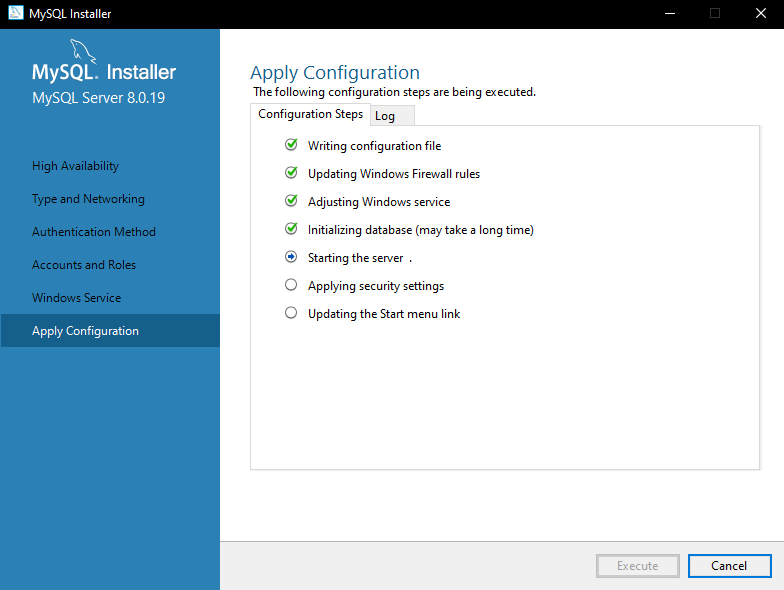 MySQL Installer
MySQL. Installer
MySQL Server 8.0.19
High Availability
Type and Networking
Authentication Method
Accounts and Roles
Windows Service
Apply Configuration
Apply Configuration
The following configuration steps are being executed.
Configuration Steps Log
Writing configuration file
Updating Windows Firewall rules
Adjusting Windows service
Initializing database (may take a long time)
Starting the server .
Applying security settings
Updating the Start menu link
Execute Cancel